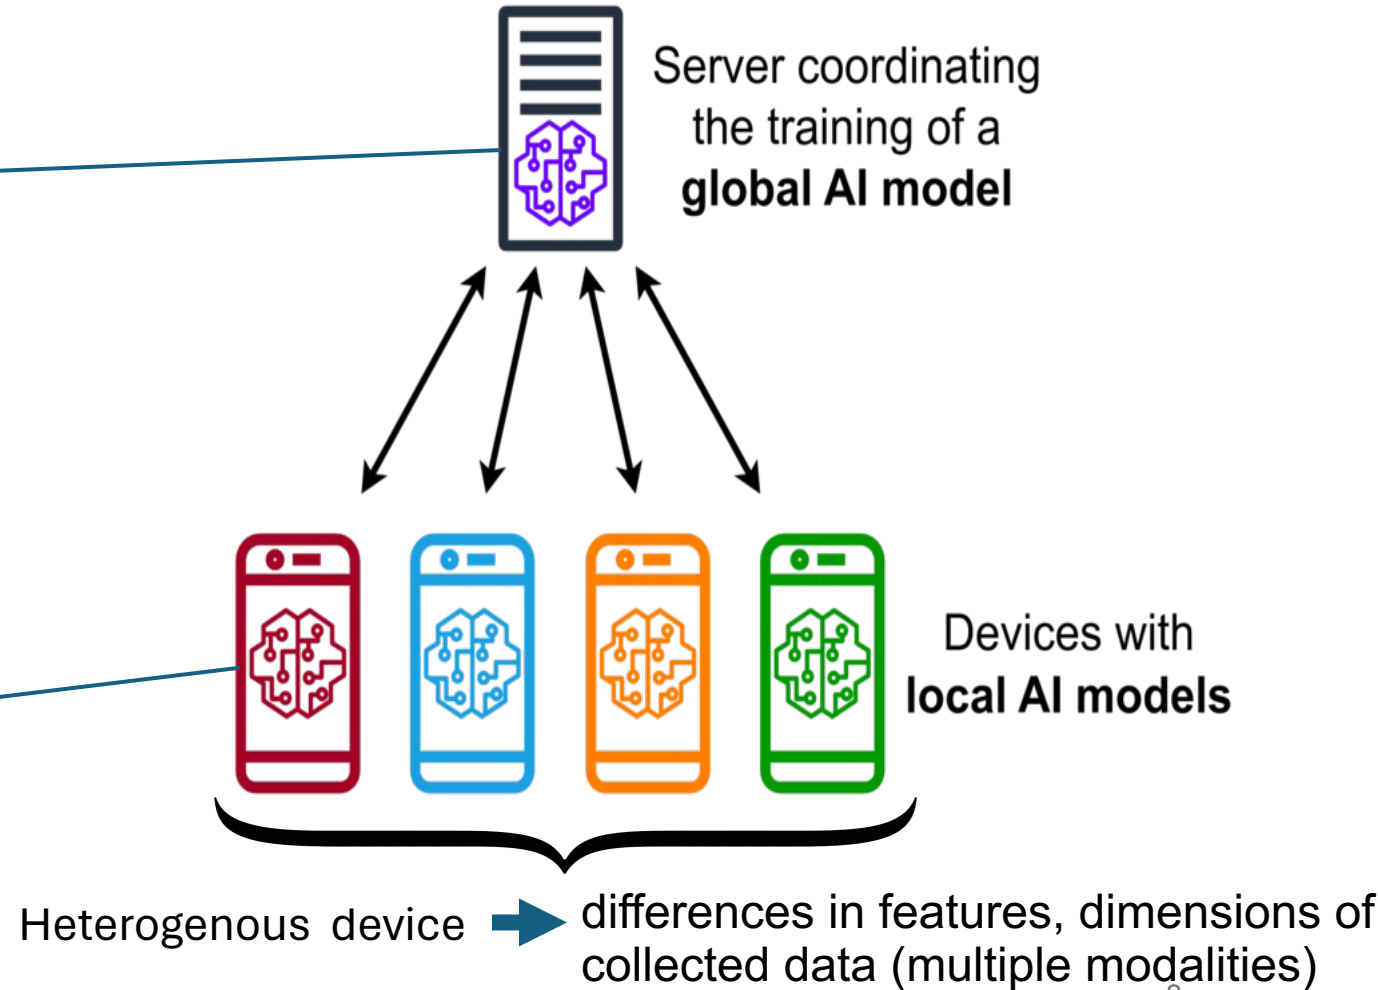 Server coordinating
the training of a
global AI model
Devices with
local AI models
Heterogenous device
differences in features, dimensions of
collected data (multiple modalities)